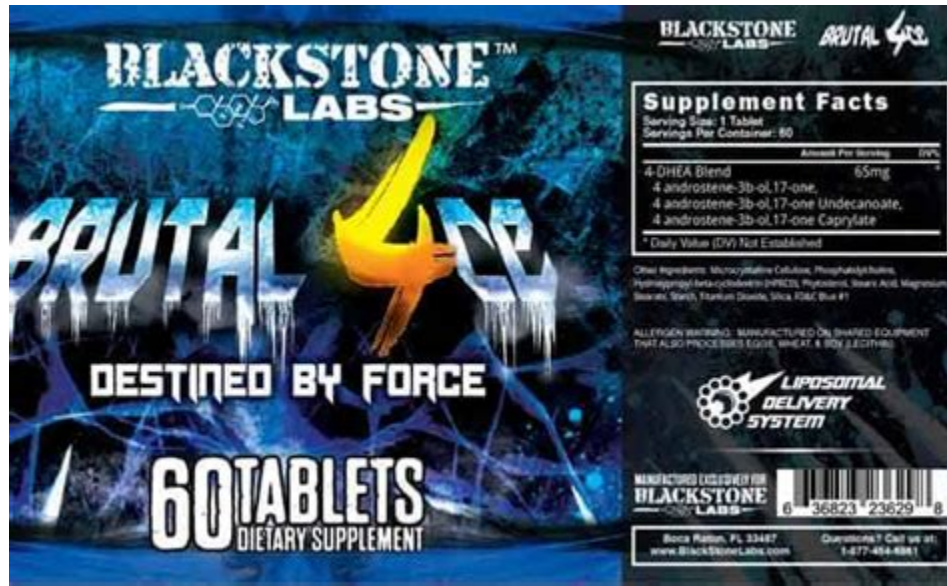 BLACKSTONE™
LABS
BRUTAL 4CE
DESTINED BY FORCE
60 TABLETS
DIETARY SUPPLEMENT
BLACKSTONE
LABS
BRUTAL 4CE
Supplement Facts
Serving Size: 1 Tablet
Servings Per Container: 60
Amount Per Serving DV%
4-DHEA Blend 65mg *
4 androstene-3b-ol,17-one,
4 androstene-3b-ol,17-one Undecanoate,
4 androstene-3b-ol,17-one Caprylate
* Daily Value (DV) Not Established
Other Ingredients: Microcrystalline Cellulose, Phosphatidylcholine,
Hydroxypropyl-beta-cyclodextrin (HPBCD), Phytosterol, Stearic Acid, Magnesium
Stearate, Starch, Titanium Dioxide, Silica, FD&C Blue #1
ALLERGEN WARNING: MANUFACTURED ON SHARED EQUIPMENT
THAT ALSO PROCESSES EGGS, WHEAT, & SOY (LECITHIN)
LIPOSOMAL
DELIVERY
SYSTEM
MANUFACTURED EXCLUSIVELY FOR
BLACKSTONE
LABS
6 36823 23629 8
Boca Raton, FL 33487
www.BlackStoneLabs.com
Questions? Call us at: